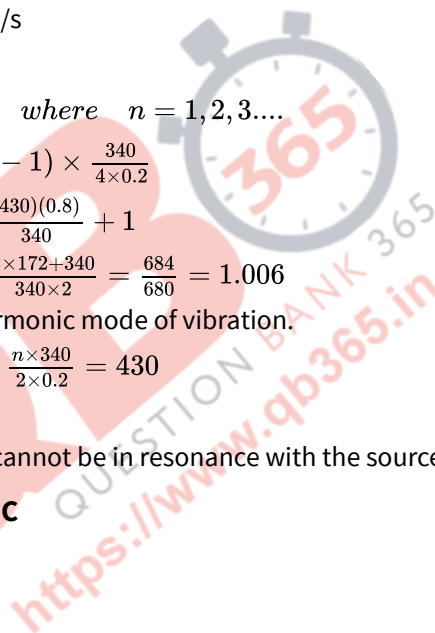 /s
where n = 1, 2, 3....
− 1) × 340/4×0.2
430)(0.8)/340 + 1
×172+340/340×2 = 684/680 = 1.006
rmonic mode of vibration.
n×340/2×0.2 = 430
cannot be in resonance with the source
C
365
QUESTION BANK 365
https://www.qb365.in